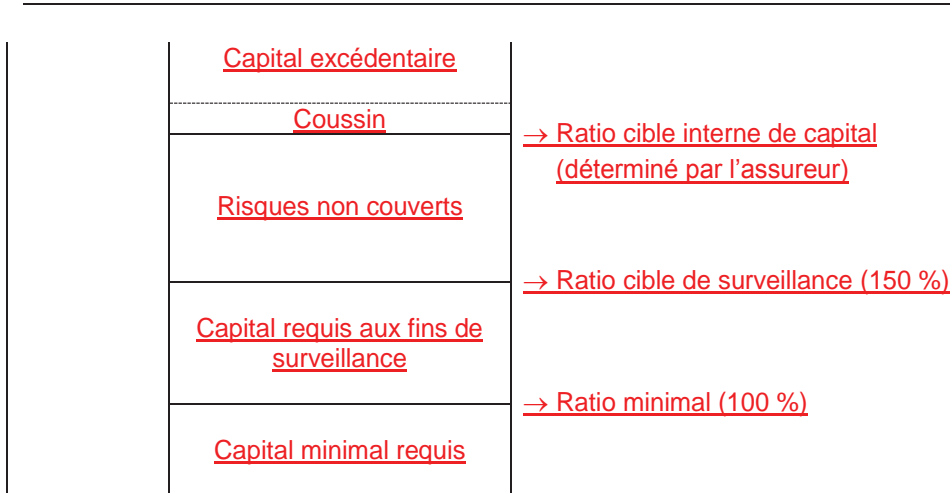 Capital excédentaire
Coussin
→ Ratio cible interne de capital
(déterminé par l’assureur)
Risques non couverts
→ Ratio cible de surveillance (150 %)
Capital requis aux fins de
surveillance
→ Ratio minimal (100 %)
Capital minimal requis